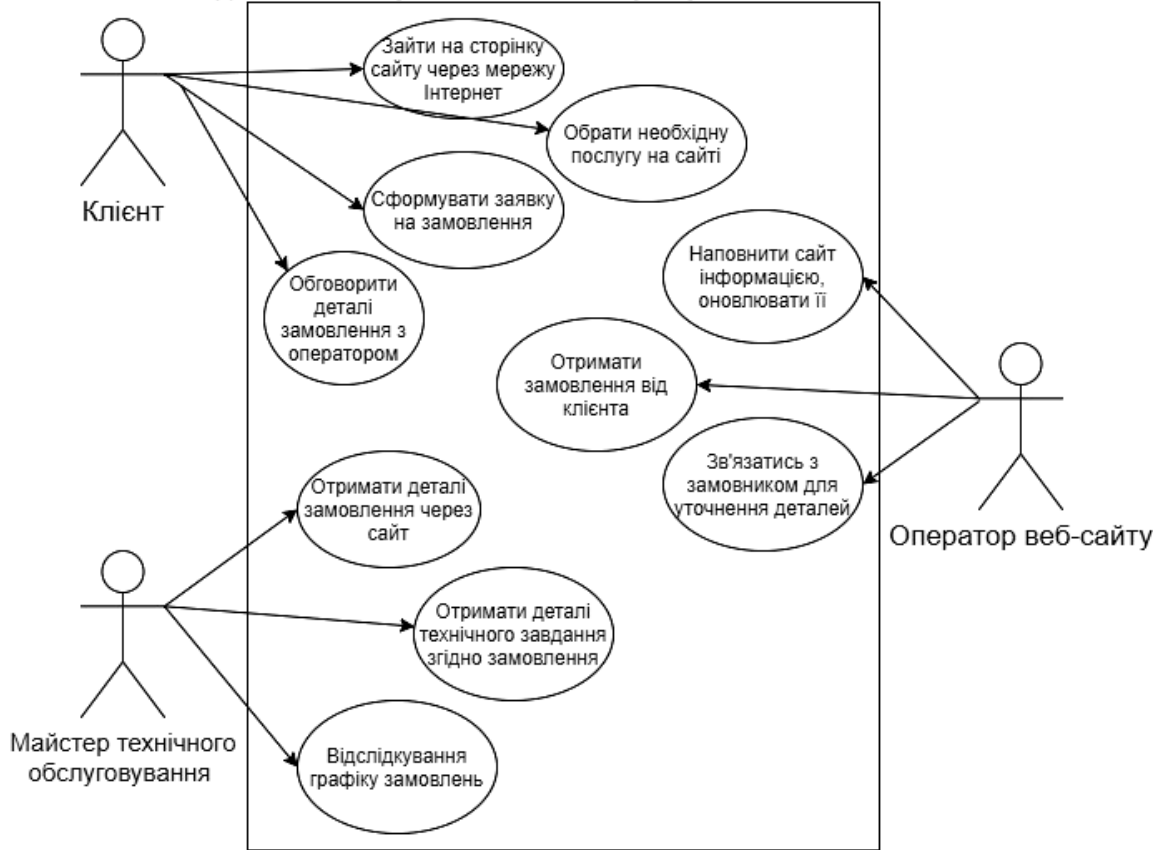 Зайти на сторінку
сайту через мережу
Інтернет
Обрати необхідну
послугу на сайті
Клієнт
Сформувати заявку
на замовлення
Наповнити сайт
інформацією,
оновлювати її
Обговорити
деталі
замовлення з
оператором
Отримати
замовлення від
клієнта
Зв'язатись з
замовником для
уточнення деталей
Оператор веб-сайту
Отримати деталі
замовлення через
сайт
Отримати деталі
технічного завдання
згідно замовлення
Майстер технічного
обслуговування
Відслідкування
графіку замовлень